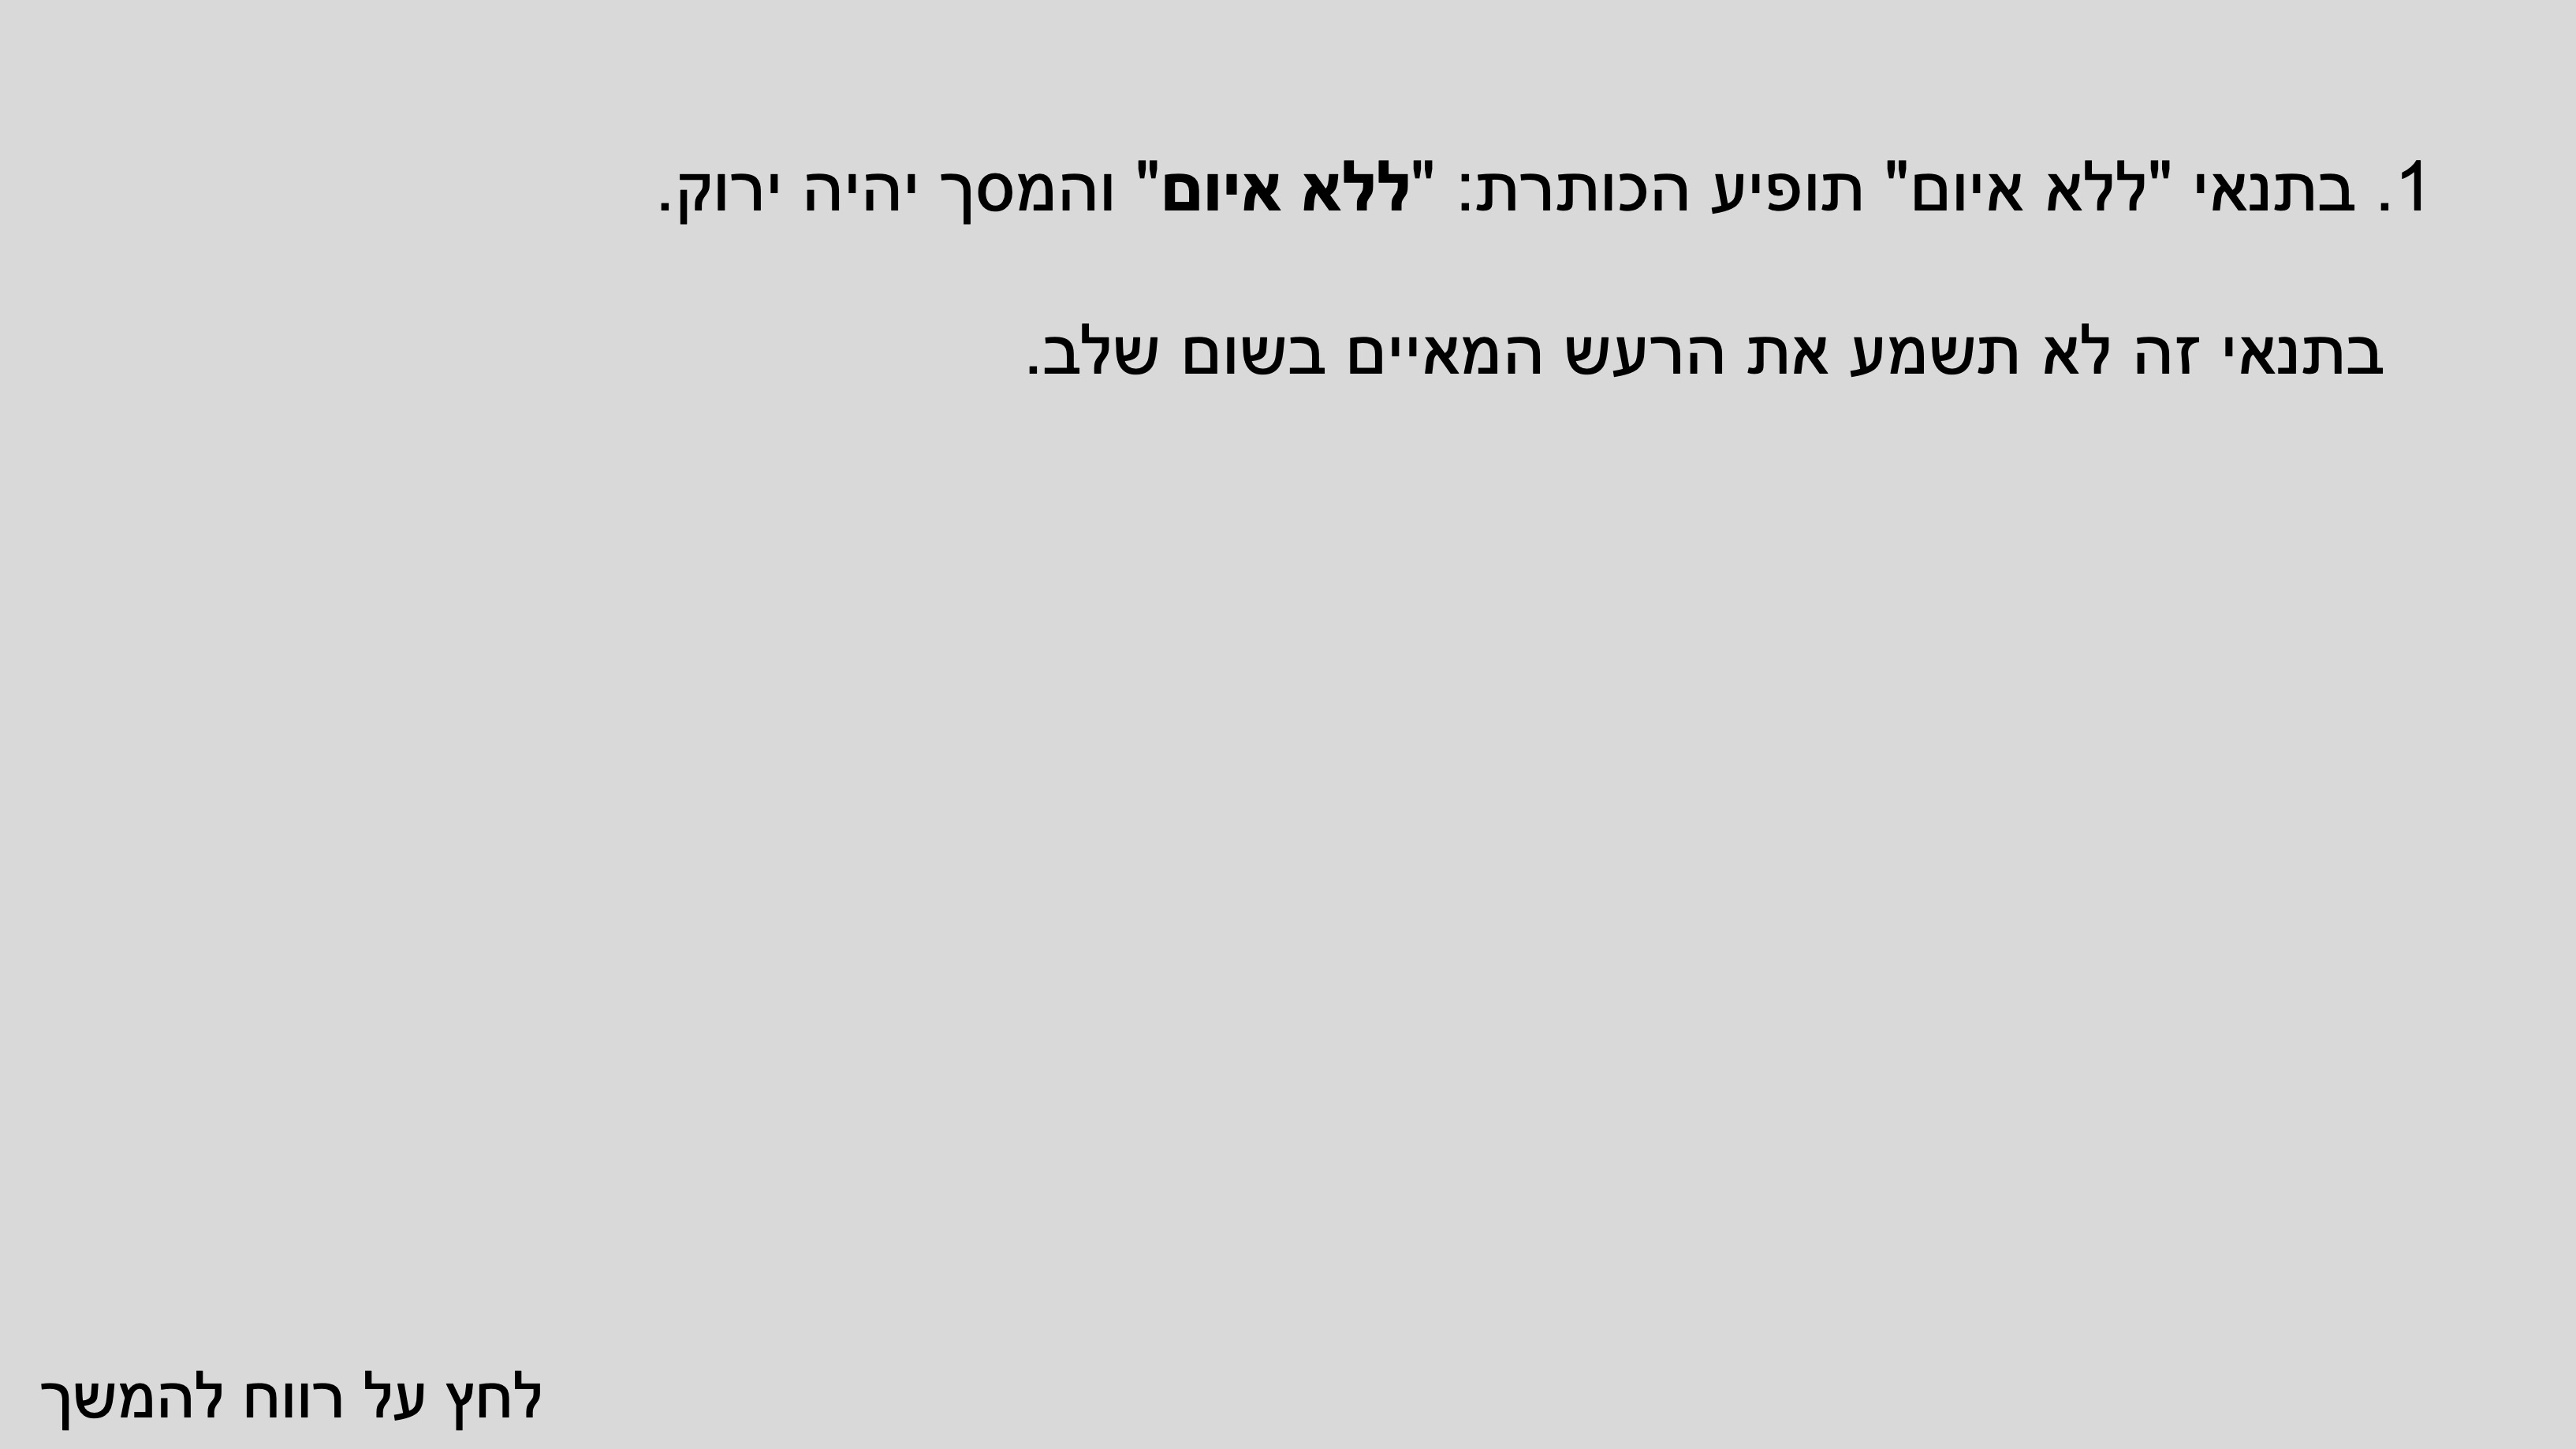 1. בתנאי "ללא איום" תופיע הכותרת: "ללא איום" והמסך יהיה ירוק.
בתנאי זה לא תשמע את הרעש המאיים בשום שלב.
לחץ על רווח להמשך